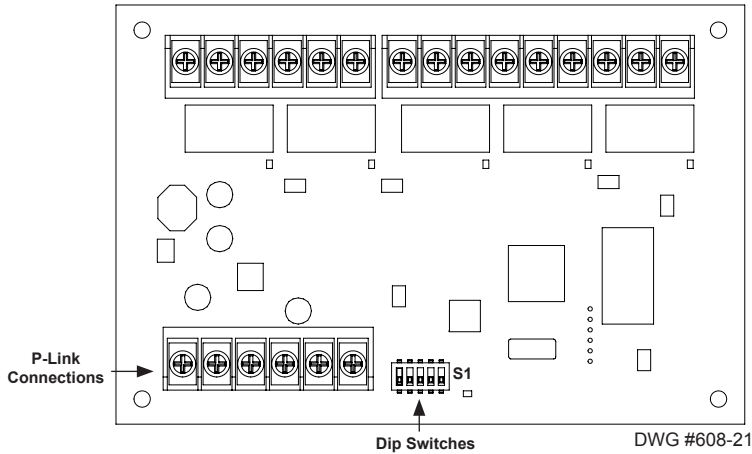 P-Link
Connections
S1
Dip Switches
DWG #608-21